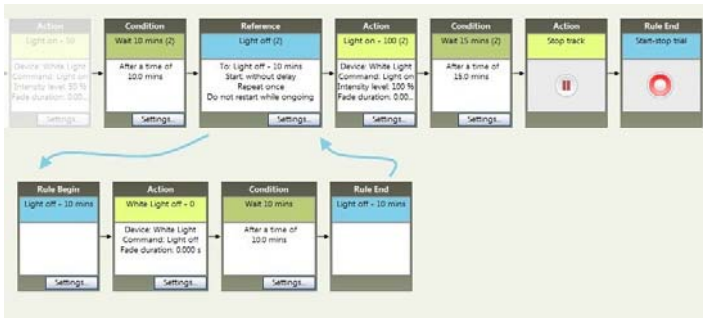 Action
Light on - 50
Device: White Light
Command: Light on
Intensity level: 55 %
Fade duration: 0.00...
Settings...
Condition
Wait 10 mins (2)
After a time of
10.0 mins
Settings...
Reference
Light off (2)
To: Light off - 10 mins
Start: without delay
Repeat once
Do not restart while ongoing
Settings...
Action
Light on - 100 (2)
Device: White Light
Command: Light on
Intensity level: 100 %
Fade duration: 0.00...
Settings...
Condition
Wait 15 mins (2)
After a time of
15.0 mins
Settings...
Action
Stop track
Rule End
Start-stop trial
Rule Begin
Light off - 10 mins
Settings...
Action
White Light off - 0
Device: White Light
Command: Light off
Fade duration: 0.000 s
Settings...
Condition
Wait 10 mins
After a time of
10.0 mins
Settings...
Rule End
Light off - 10 mins